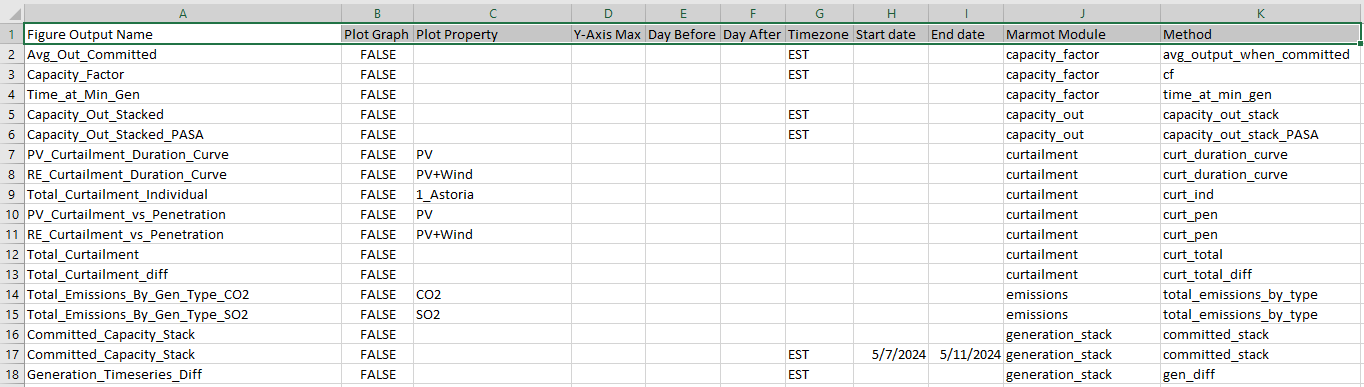 A B C D E F G H I J K
1 Figure Output Name Plot Graph Plot Property Y-Axis Max Day Before Day After Timezone Start date End date Marmot Module Method
2 Avg_Out_Committed FALSE EST capacity_factor avg_output_when_committed
3 Capacity_Factor FALSE EST capacity_factor cf
4 Time_at_Min_Gen FALSE capacity_factor time_at_min_gen
5 Capacity_Out_Stacked FALSE EST capacity_out capacity_out_stack
6 Capacity_Out_Stacked_PASA FALSE EST capacity_out capacity_out_stack_PASA
7 PV_Curtailment_Duration_Curve FALSE PV curtailment curt_duration_curve
8 RE_Curtailment_Duration_Curve FALSE PV+Wind curtailment curt_duration_curve
9 Total_Curtailment_Individual FALSE 1_Astoria curtailment curt_ind
10 PV_Curtailment_vs_Penetration FALSE PV curtailment curt_pen
11 RE_Curtailment_vs_Penetration FALSE PV+Wind curtailment curt_pen
12 Total_Curtailment FALSE curtailment curt_total
13 Total_Curtailment_diff FALSE curtailment curt_total_diff
14 Total_Emissions_By_Gen_Type_CO2 FALSE CO2 emissions total_emissions_by_type
15 Total_Emissions_By_Gen_Type_SO2 FALSE SO2 emissions total_emissions_by_type
16 Committed_Capacity_Stack FALSE generation_stack committed_stack
17 Committed_Capacity_Stack FALSE EST 5/7/2024 5/11/2024 generation_stack committed_stack
18 Generation_Timeseries_Diff FALSE EST generation_stack gen_diff